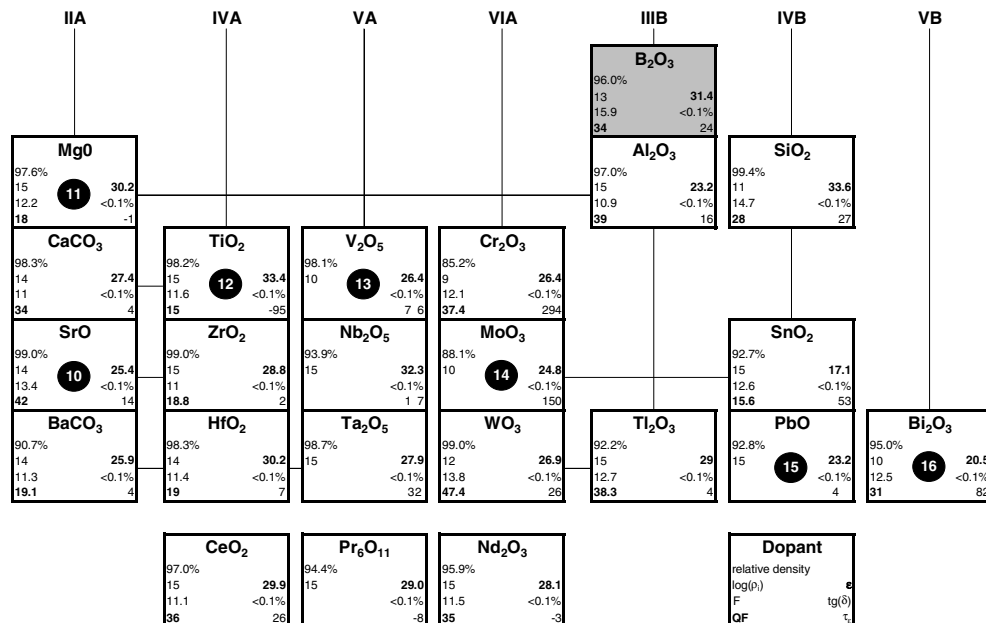 IIA IVA VA VIA IIIB IVB VB
B₂O₃
96.0%
13 31.4
15.9 <0.1%
34 24
Mg0
97.6%
15 11 30.2
12.2 <0.1%
18 -1
Al₂O₃
97.0%
15 23.2
10.9 <0.1%
39 16
SiO₂
99.4%
11 33.6
14.7 <0.1%
28 27
CaCO₃
98.3%
14 27.4
11 <0.1%
34 4
TiO₂
98.2%
15 12 33.4
11.6 <0.1%
15 -95
V₂O₅
98.1%
10 13 26.4
<0.1%
7 6
Cr₂O₃
85.2%
9 26.4
12.1 <0.1%
37.4 294
SrO
99.0%
14 10 25.4
13.4 <0.1%
42 14
ZrO₂
99.0%
15 28.8
11 <0.1%
18.8 2
Nb₂O₅
93.9%
15 32.3
<0.1%
1 7
MoO₃
88.1%
10 14 24.8
<0.1%
150
SnO₂
92.7%
15 17.1
12.6 <0.1%
15.6 53
BaCO₃
90.7%
14 25.9
11.3 <0.1%
19.1 4
HfO₂
98.3%
14 30.2
11.4 <0.1%
19 7
Ta₂O₅
98.7%
15 27.9
<0.1%
32
WO₃
99.0%
12 26.9
13.8 <0.1%
47.4 26
Tl₂O₃
92.2%
15 29
12.7 <0.1%
38.3 4
PbO
92.8%
15 15 23.2
<0.1%
4
Bi₂O₃
95.0%
10 16 20.5
12.5 <0.1%
31 82
CeO₂
97.0%
15 29.9
11.1 <0.1%
36 26
Pr₆O₁₁
94.4%
15 29.0
<0.1%
-8
Nd₂O₃
95.9%
15 28.1
11.5 <0.1%
35 -3
Dopant
relative density
log(ρᵢ) ε
F tg(δ)
QF τ_F